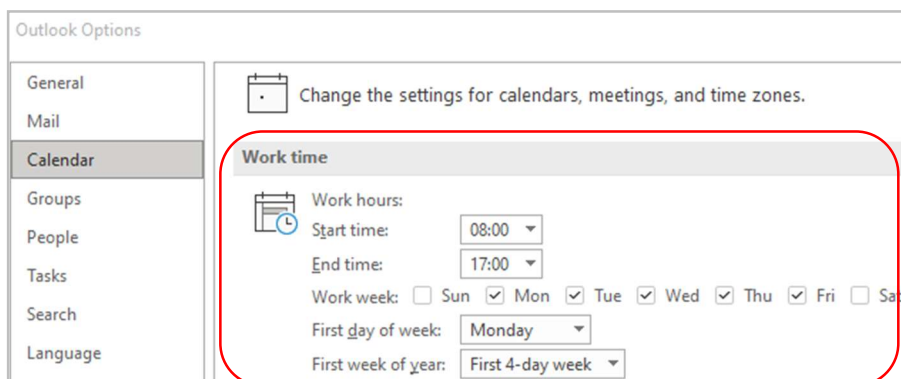 Outlook Options
General
Mail
Calendar
Groups
People
Tasks
Search
Language
Change the settings for calendars, meetings, and time zones.
Work time
Work hours:
Start time: 08:00
End time: 17:00
Work week: Sun Mon Tue Wed Thu Fri Sat
First day of week: Monday
First week of year: First 4-day week